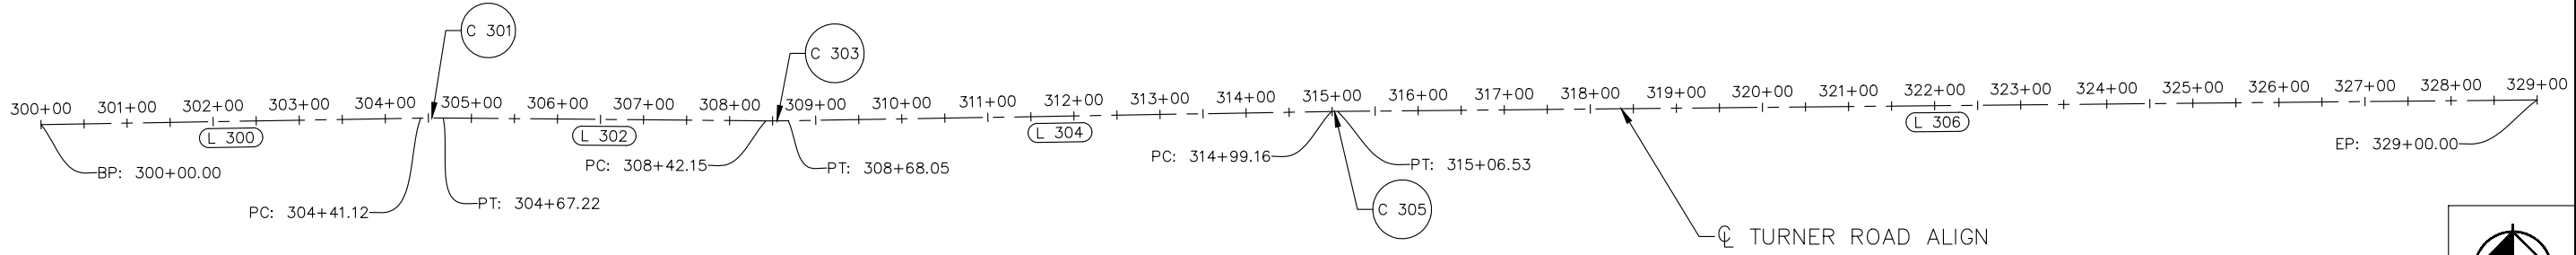 C 301
C 303
300+00 301+00 302+00 303+00 304+00 305+00 306+00 307+00 308+00 309+00 310+00 311+00 312+00 313+00 314+00 315+00 316+00 317+00 318+00 319+00 320+00 321+00 322+00 323+00 324+00 325+00 326+00 327+00 328+00 329+00
L 300
L 302
L 304
L 306
BP: 300+00.00
PC: 304+41.12
PT: 304+67.22
PC: 308+42.15
PT: 308+68.05
PC: 314+99.16
PT: 315+06.53
EP: 329+00.00
C 305
℄ TURNER ROAD ALIGN